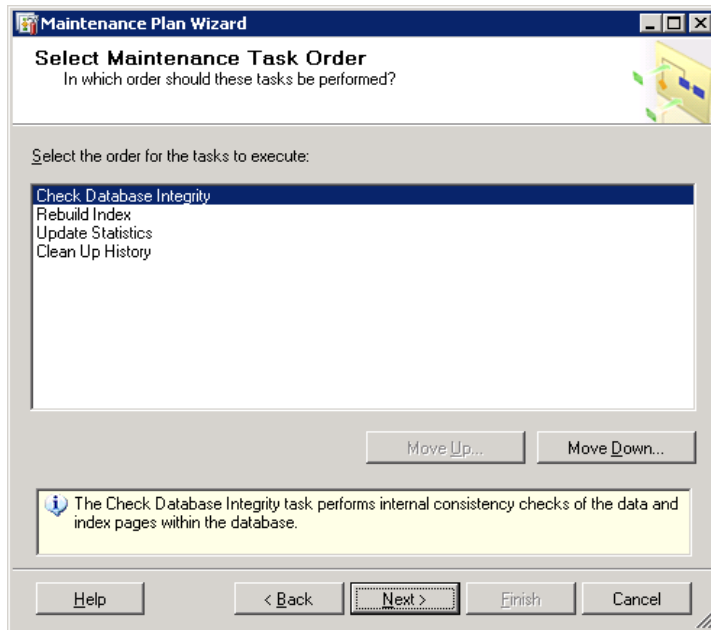 Maintenance Plan Wizard
Select Maintenance Task Order
In which order should these tasks be performed?
Select the order for the tasks to execute:
Check Database Integrity
Rebuild Index
Update Statistics
Clean Up History
Move Up...
Move Down...
The Check Database Integrity task performs internal consistency checks of the data and
index pages within the database.
Help
< Back
Next >
Finish
Cancel